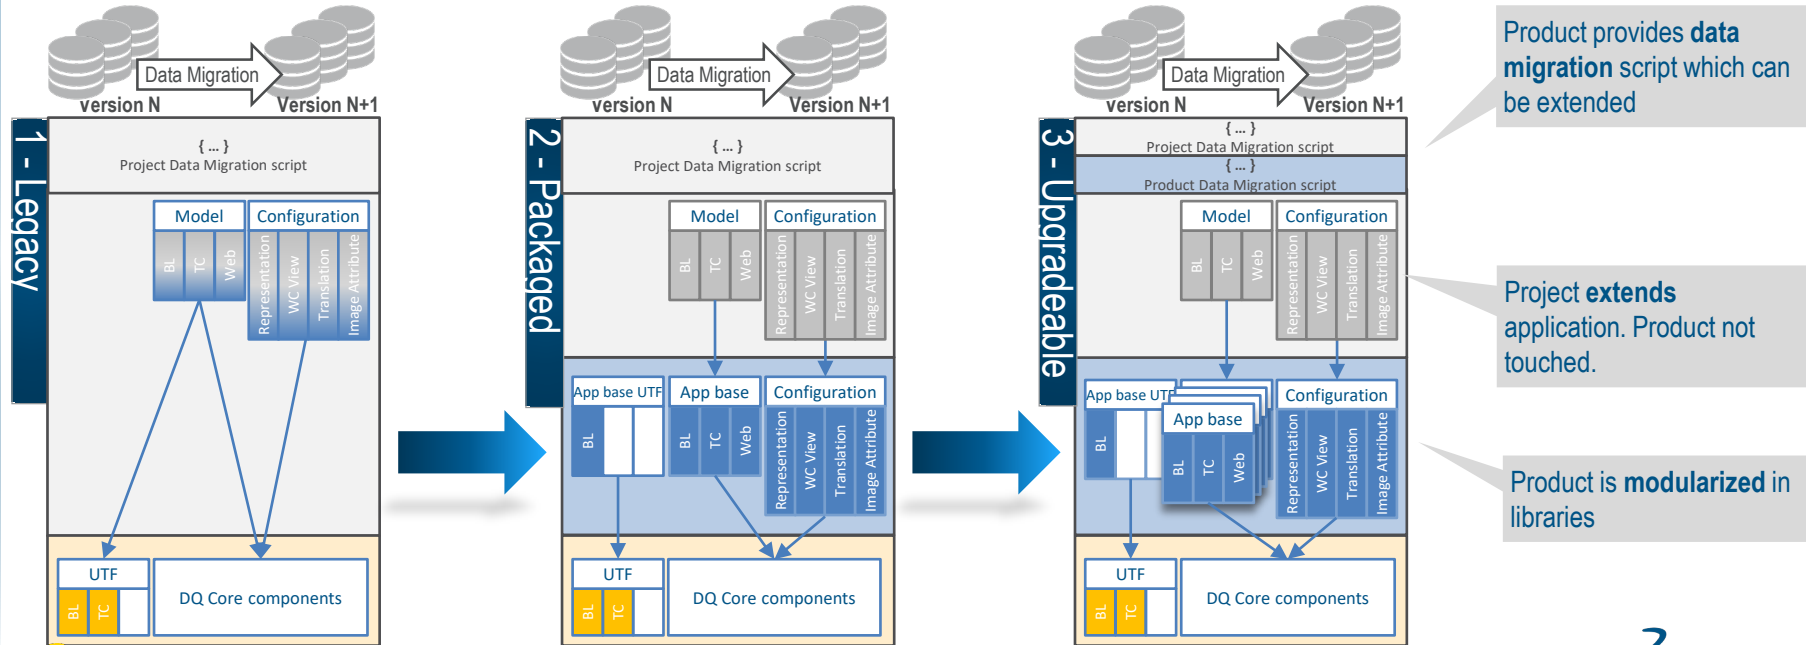 Data Migration
version N
Version N+1
1 - Legacy
{ ... }
Project Data Migration script
Model
BL
TC
Web
Configuration
Representation
WC View
Translation
Image Attribute
UTF
BL
TC
DQ Core components
Data Migration
version N
Version N+1
2 - Packaged
{ ... }
Project Data Migration script
Model
BL
TC
Web
Configuration
Representation
WC View
Translation
Image Attribute
App base UTF
BL
App base
BL
TC
Web
Configuration
Representation
WC View
Translation
Image Attribute
UTF
BL
TC
DQ Core components
Data Migration
version N
Version N+1
3 - Upgradeable
{ ... }
Project Data Migration script
{ ... }
Product Data Migration script
Model
BL
TC
Web
Configuration
Representation
WC View
Translation
Image Attribute
App base UTF
BL
App base
BL
TC
Web
Configuration
Representation
WC View
Translation
Image Attribute
UTF
BL
TC
DQ Core components
Product provides data
migration script which can
be extended
Project extends
application. Product not
touched.
Product is modularized in
libraries